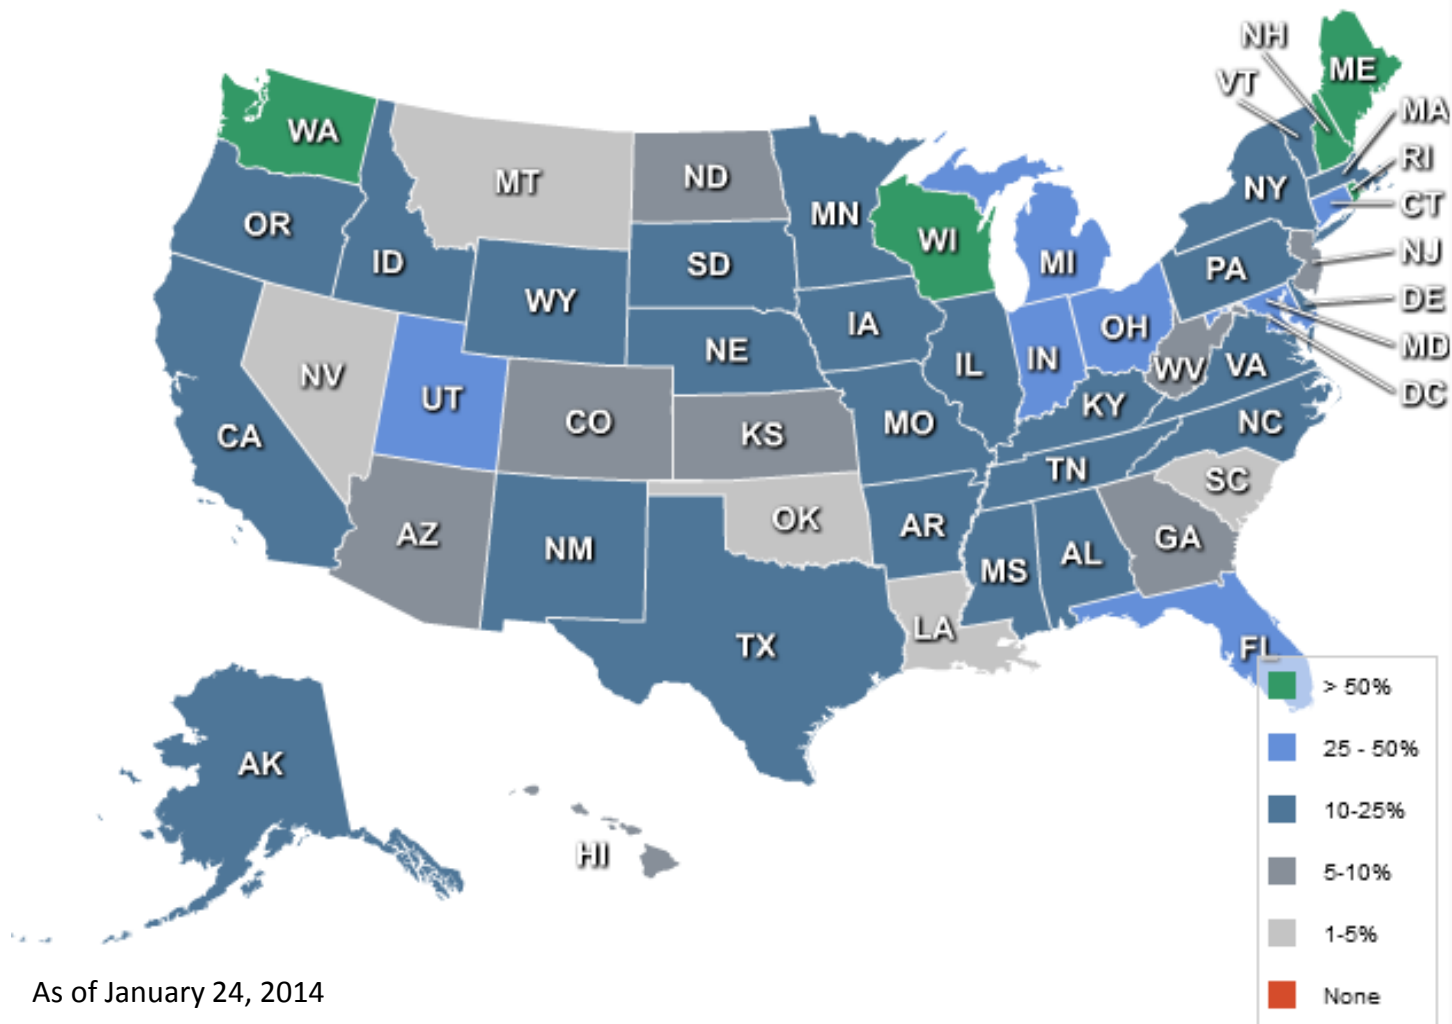 NH
ME
VT
MA
WA
RI
MT
ND
NY
OR
MN
CT
WI
ID
SD
MI
NJ
PA
WY
DE
IA
OH
NE
IN
MD
IL
WV
VA
NV
UT
DC
KY
CO
MO
NC
CA
KS
TN
SC
OK
AR
AZ
GA
NM
AL
MS
LA
TX
FL
> 50%
25 - 50%
AK
10-25%
HI
5-10%
1-5%
As of January 24, 2014
None